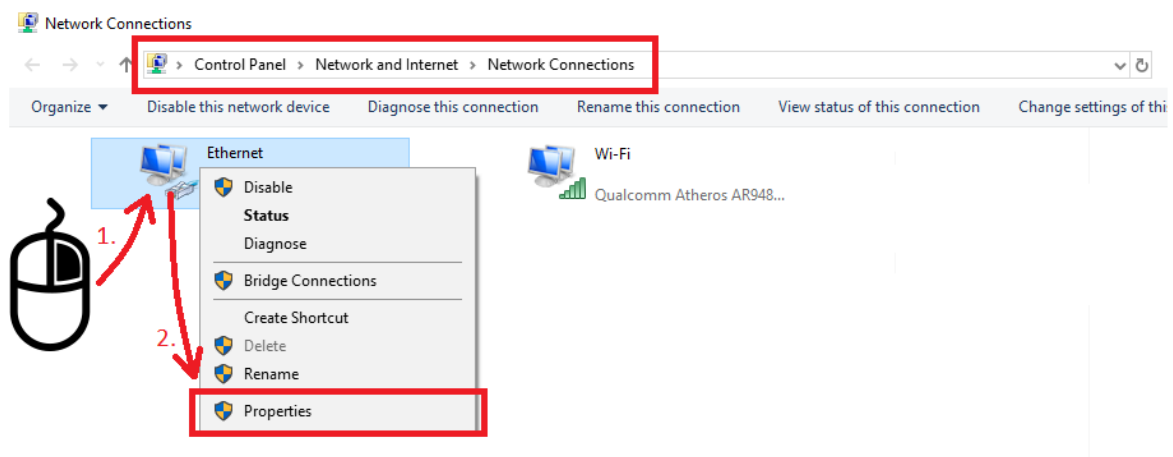 Network Connections
Control Panel > Network and Internet > Network Connections
Organize Disable this network device Diagnose this connection Rename this connection View status of this connection Change settings of thi
Ethernet
Wi-Fi
Qualcomm Atheros AR948...
1.
2.
Disable
Status
Diagnose
Bridge Connections
Create Shortcut
Delete
Rename
Properties